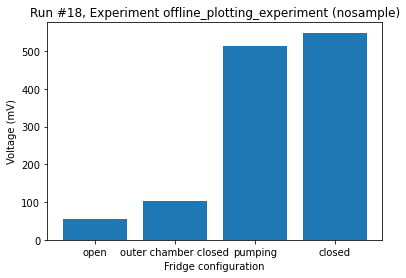 Run #18, Experiment offline_plotting_experiment (nosample)
Voltage (mV)
500
400
300
200
100
0
open outer chamber closed pumping closed
Fridge configuration